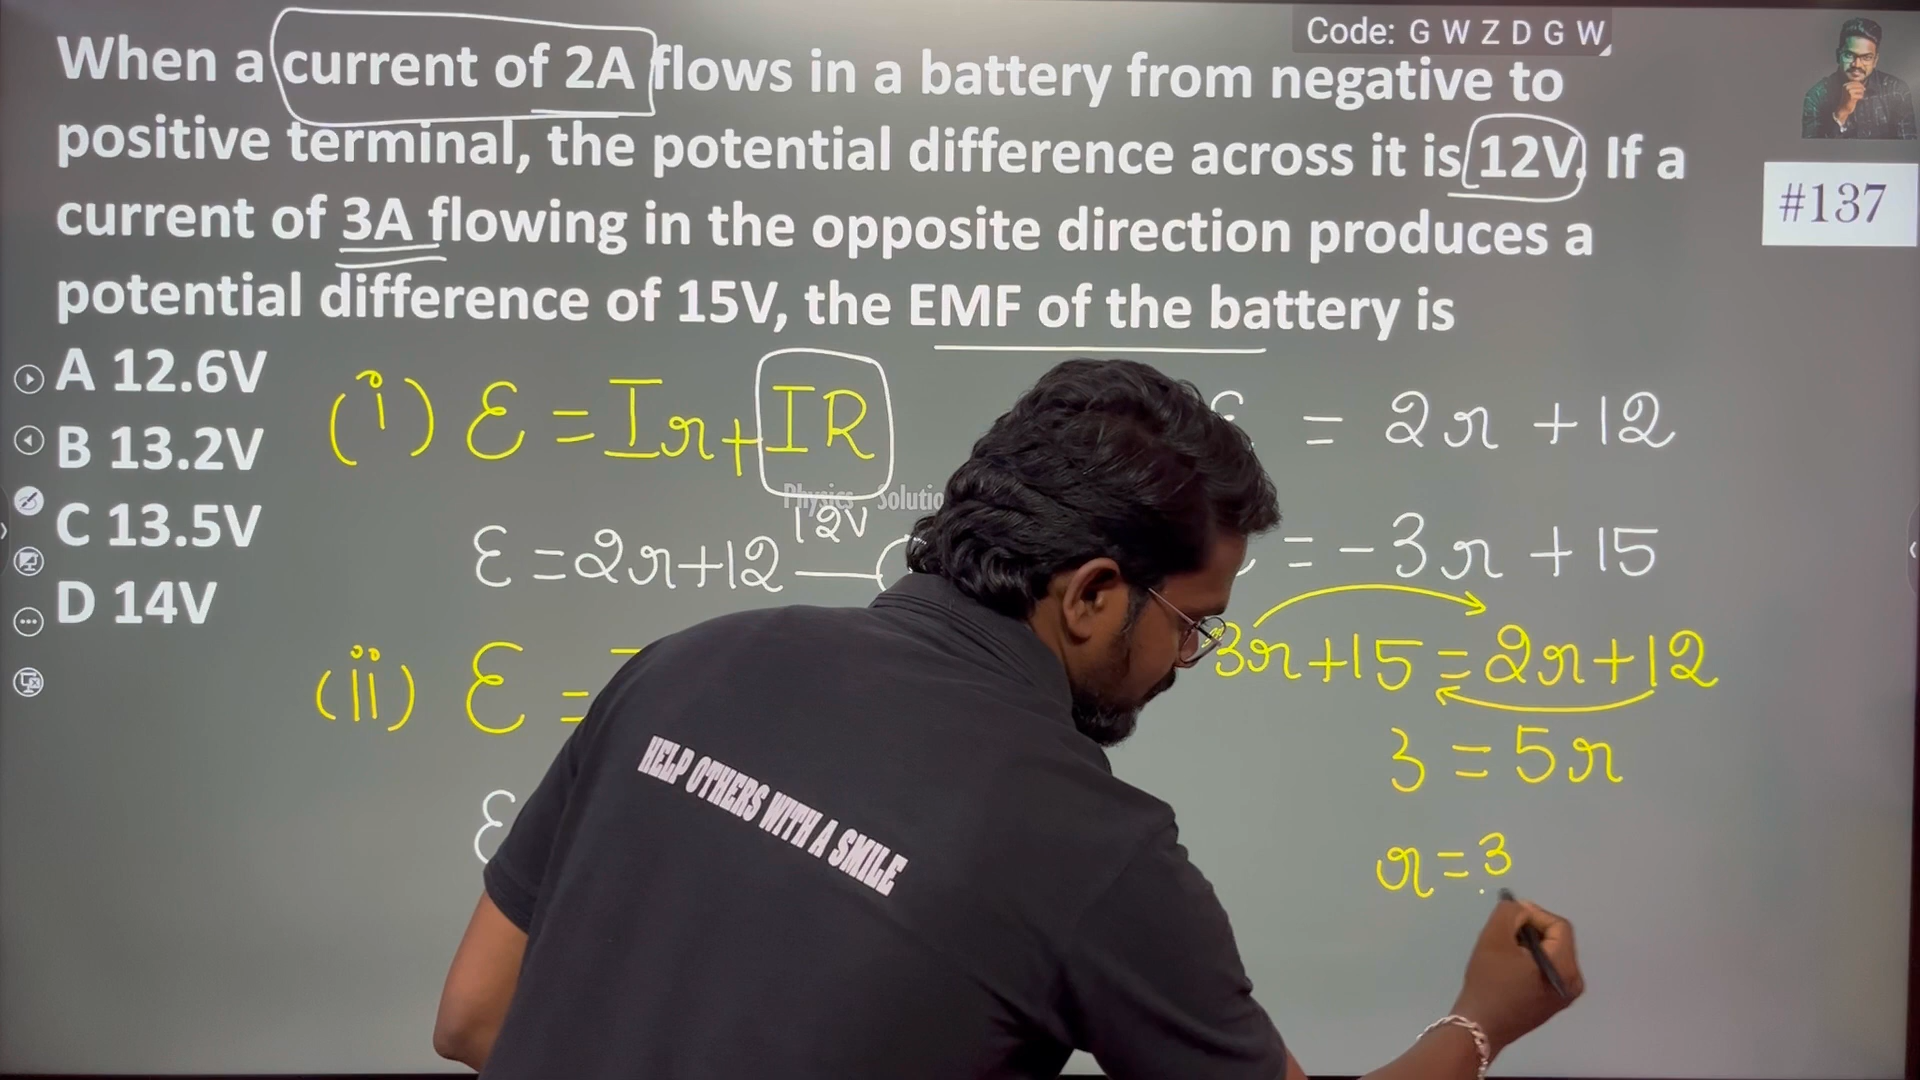 Code: G W Z D G W
When a current of 2A flows in a battery from negative to
positive terminal, the potential difference across it is 12V. If a
current of 3A flowing in the opposite direction produces a
potential difference of 15V, the EMF of the battery is
#137
A 12.6V
B 13.2V
C 13.5V
D 14V
(i) ε = Ir + IR
12V
ε = 2r+12
(ii) ε =
ε
= 2r + 12
= -3r + 15
3r+15 = 2r+12
3 = 5r
r = 3
Physics
HELP OTHERS WITH A SMILE